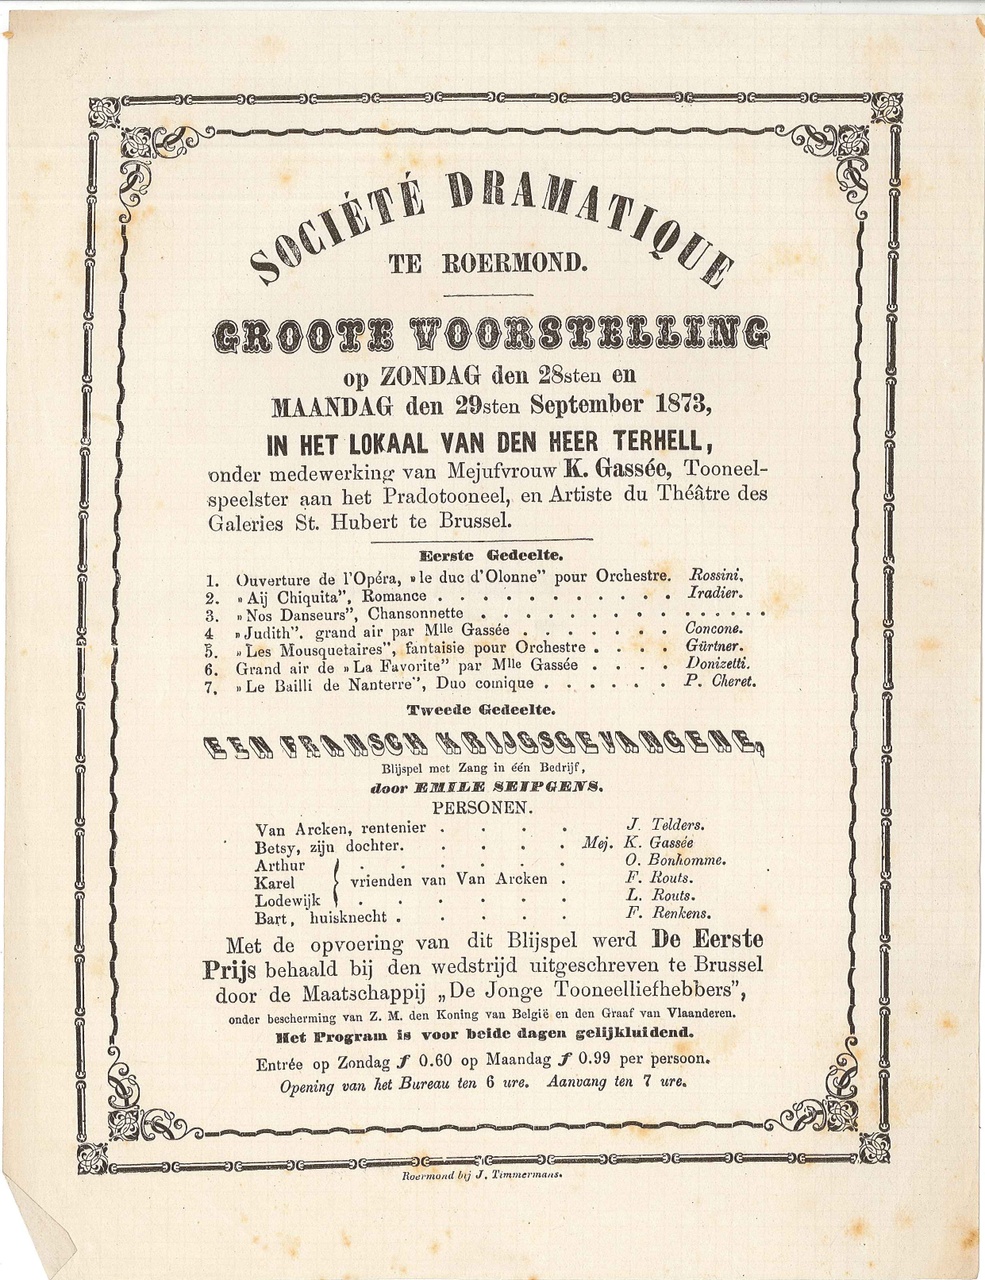 SOCIÉTÉ DRAMATIQUE
TE ROERMOND.
GROOTE VOORSTELLING
op ZONDAG den 28sten en
MAANDAG den 29sten September 1873,
IN HET LOKAAL VAN DEN HEER TERHELL,
onder medewerking van Mejufvrouw K. Gassée, Tooneel-
speelster aan het Pradotooneel, en Artiste du Théâtre des
Galeries St. Hubert te Brussel.
Eerste Gedeelte.
1. Ouverture de l'Opéra, »le duc d'Olonne" pour Orchestre. Rossini.
2. »Aij Chiquita", Romance . . . . . . . . . . . Iradier.
3. »Nos Danseurs", Chansonnette . . . . . . . . . . . . . .
4 »Judith". grand air par Mlle Gassée . . . . . . . Concone.
5. »Les Mousquetaires", fantaisie pour Orchestre . . . . Gürtner.
6. Grand air de »La Favorite" par Mlle Gassée . . . . Donizetti.
7. »Le Bailli de Nanterre", Duo comique . . . . . . P. Cheret.
Tweede Gedeelte.
EEN FRANSCH KRIJGSGEVANGENE,
Blijspel met Zang in één Bedrijf,
door EMILE SEIPGENS.
PERSONEN.
Van Arcken, rentenier . . . . J. Telders.
Betsy, zijn dochter. . . . . Mej. K. Gassée
Arthur . . . . . . O. Bonhomme.
Karel } vrienden van Van Arcken . F. Routs.
Lodewijk . . . . . . L. Routs.
Bart, huisknecht . . . . . F. Renkens.
Met de opvoering van dit Blijspel werd De Eerste
Prijs behaald bij den wedstrijd uitgeschreven te Brussel
door de Maatschappij „De Jonge Tooneelliefhebbers",
onder bescherming van Z. M. den Koning van België en den Graaf van Vlaanderen.
Het Program is voor beide dagen gelijkluidend.
Entrée op Zondag ƒ 0.60 op Maandag ƒ 0.99 per persoon.
Opening van het Bureau ten 6 ure. Aanvang ten 7 ure.
Roermond bij J. Timmermans.